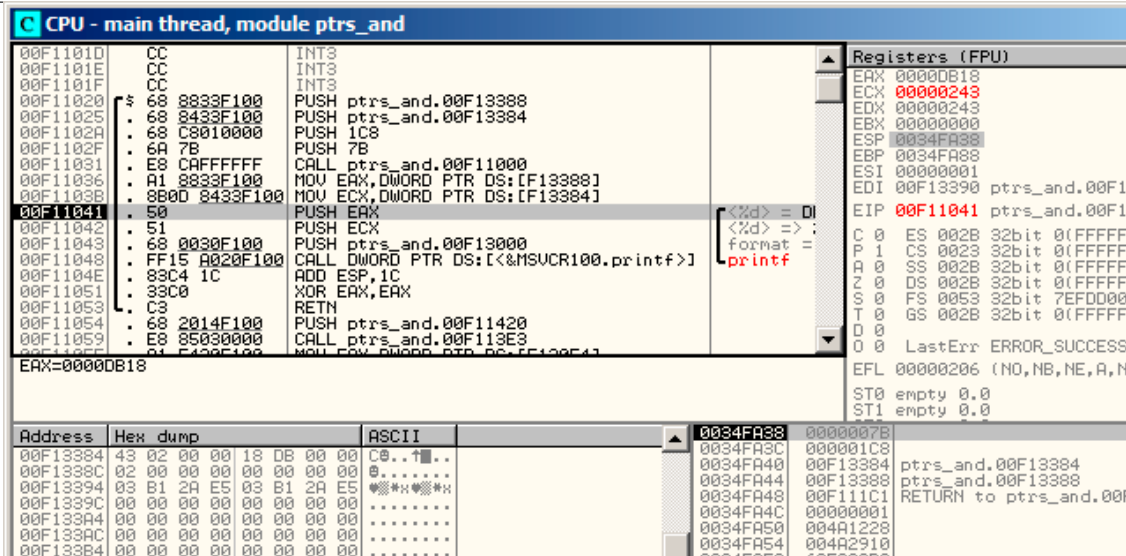 C CPU - main thread, module ptrs_and
00F1101D CC INT3
00F1101E CC INT3
00F1101F CC INT3
00F11020 $ 68 8833F100 PUSH ptrs_and.00F13388
00F11025 . 68 8433F100 PUSH ptrs_and.00F13384
00F1102A . 68 C8010000 PUSH 1C8
00F1102F . 6A 7B PUSH 7B
00F11031 . E8 CAFFFFFF CALL ptrs_and.00F11000
00F11036 . A1 8833F100 MOV EAX,DWORD PTR DS:[F13388]
00F1103B . 8B0D 8433F100 MOV ECX,DWORD PTR DS:[F13384]
00F11041 . 50 PUSH EAX <%d> =
00F11042 . 51 PUSH ECX <%d> =>
00F11043 . 68 0030F100 PUSH ptrs_and.00F13000 format =
00F11048 . FF15 A020F100 CALL DWORD PTR DS:[<&MSVCR100.printf>] printf
00F1104E . 83C4 1C ADD ESP,1C
00F11051 . 33C0 XOR EAX,EAX
00F11053 . C3 RETN
00F11054 . 68 2014F100 PUSH ptrs_and.00F11420
00F11059 . E8 85030000 CALL ptrs_and.00F113E3
EAX=0000DB18
Registers (FPU)
EAX 0000DB18
ECX 00000243
EDX 00000243
EBX 00000000
ESP 0034FA38
EBP 0034FA88
ESI 00000001
EDI 00F13390 ptrs_and.00F1
EIP 00F11041 ptrs_and.00F1
C 0 ES 002B 32bit 0(FFFFF
P 1 CS 0023 32bit 0(FFFFF
A 0 SS 002B 32bit 0(FFFFF
Z 0 DS 002B 32bit 0(FFFFF
S 0 FS 0053 32bit 7EFDD00
T 0 GS 002B 32bit 0(FFFFF
D 0
O 0 LastErr ERROR_SUCCESS
EFL 00000206 (NO,NB,NE,A,N
ST0 empty 0.0
ST1 empty 0.0
Address Hex dump ASCII
00F13384 43 02 00 00 18 DB 00 00 C☻..↑█..
00F1338C 02 00 00 00 00 00 00 00 ☻.......
00F13394 03 B1 2A E5 03 B1 2A E5
00F1339C 00 00 00 00 00 00 00 00 ........
00F133A4 00 00 00 00 00 00 00 00 ........
00F133AC 00 00 00 00 00 00 00 00 ........
00F133B4 00 00 00 00 00 00 00 00 ........
0034FA38 0000007B
0034FA3C 000001C8
0034FA40 00F13384 ptrs_and.00F13384
0034FA44 00F13388 ptrs_and.00F13388
0034FA48 00F111C1 RETURN to ptrs_and.00F
0034FA4C 00000001
0034FA50 004A1228
0034FA54 004A2910